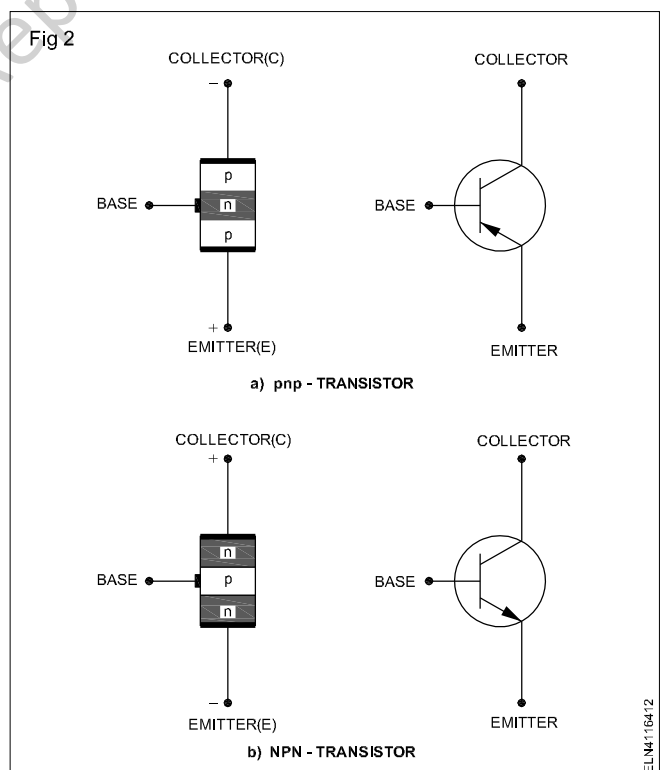 Fig 2
COLLECTOR(C)
COLLECTOR
−
p
BASE
n
BASE
p
+
EMITTER(E)
EMITTER
a) pnp - TRANSISTOR
COLLECTOR(C)
COLLECTOR
+
n
BASE
p
BASE
n
−
EMITTER(E)
EMITTER
b) NPN - TRANSISTOR
ELN4116412